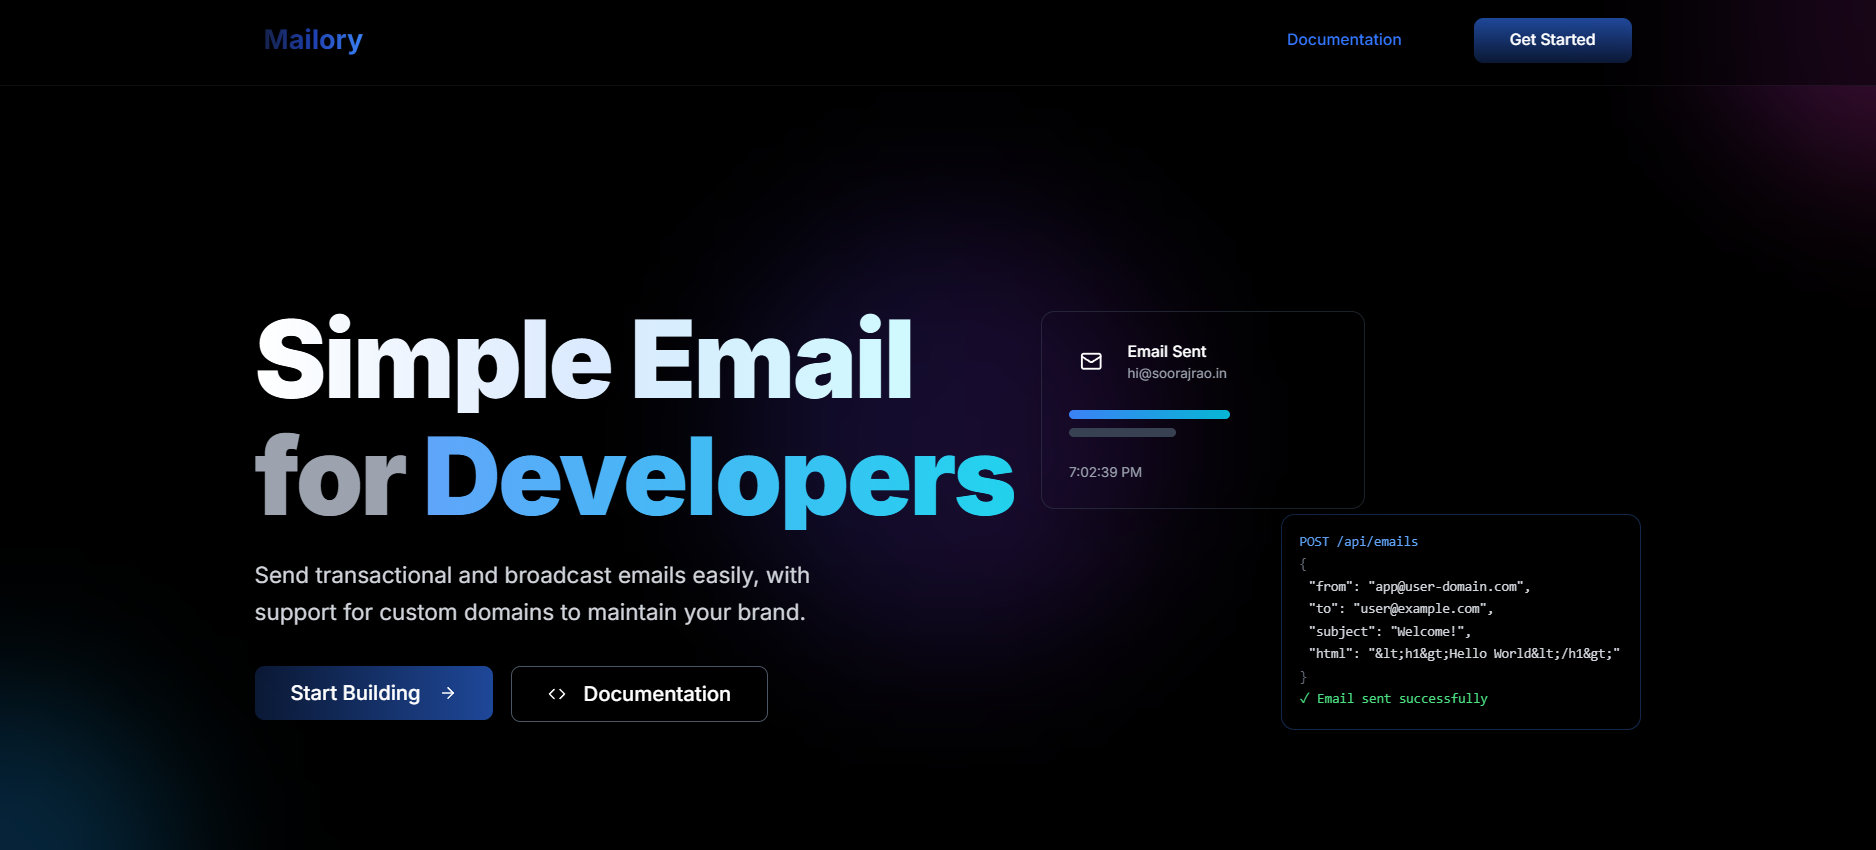 Mailory
Documentation
Get Started
Simple Email
for Developers
Send transactional and broadcast emails easily, with
support for custom domains to maintain your brand.
Start Building
Documentation
Email Sent
hi@soorajrao.in
7:02:39 PM
POST /api/emails
{
"from": "app@user-domain.com",
"to": "user@example.com",
"subject": "Welcome!",
"html": "&lt;h1&gt;Hello World&lt;/h1&gt;"
}
✓ Email sent successfully